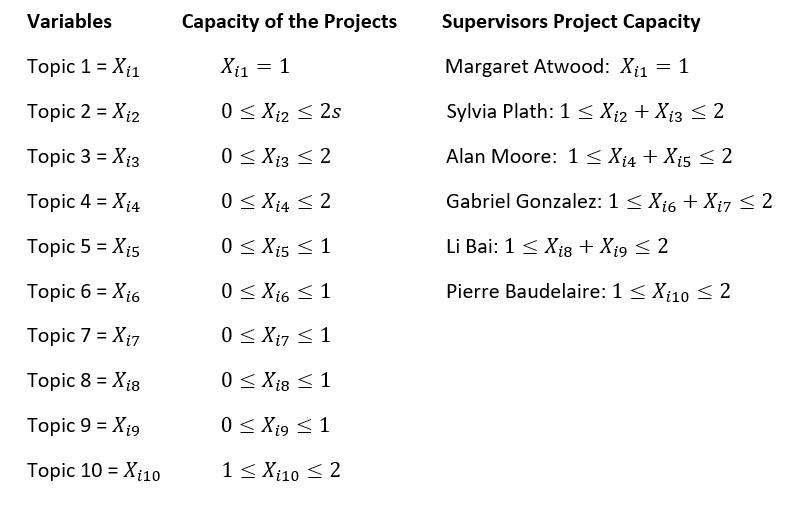 Variables Capacity of the Projects Supervisors Project Capacity
Topic 1 = X_{i1} X_{i1} = 1 Margaret Atwood: X_{i1} = 1
Topic 2 = X_{i2} 0 ≤ X_{i2} ≤ 2s Sylvia Plath: 1 ≤ X_{i2} + X_{i3} ≤ 2
Topic 3 = X_{i3} 0 ≤ X_{i3} ≤ 2 Alan Moore: 1 ≤ X_{i4} + X_{i5} ≤ 2
Topic 4 = X_{i4} 0 ≤ X_{i4} ≤ 2 Gabriel Gonzalez: 1 ≤ X_{i6} + X_{i7} ≤ 2
Topic 5 = X_{i5} 0 ≤ X_{i5} ≤ 1 Li Bai: 1 ≤ X_{i8} + X_{i9} ≤ 2
Topic 6 = X_{i6} 0 ≤ X_{i6} ≤ 1 Pierre Baudelaire: 1 ≤ X_{i10} ≤ 2
Topic 7 = X_{i7} 0 ≤ X_{i7} ≤ 1
Topic 8 = X_{i8} 0 ≤ X_{i8} ≤ 1
Topic 9 = X_{i9} 0 ≤ X_{i9} ≤ 1
Topic 10 = X_{i10} 1 ≤ X_{i10} ≤ 2